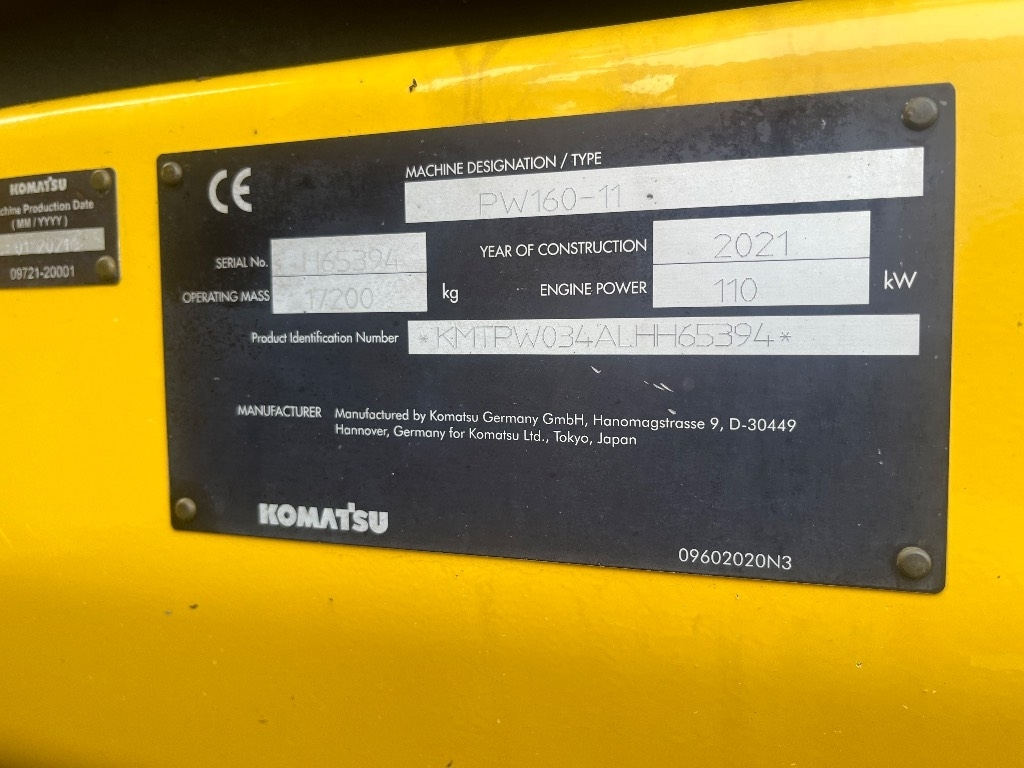 KOMATSU
chine Production Date
( MM / YYYY )
09721-20001
CE
MACHINE DESIGNATION / TYPE
PW160-11
SERIAL No. H65394
YEAR OF CONSTRUCTION 2021
OPERATING MASS 17200 kg
ENGINE POWER 110 kW
Product Identification Number *KMTPW034ALHH65394*
MANUFACTURER Manufactured by Komatsu Germany GmbH, Hanomagstrasse 9, D-30449
Hannover, Germany for Komatsu Ltd., Tokyo, Japan
KOMATSU
09602020N3